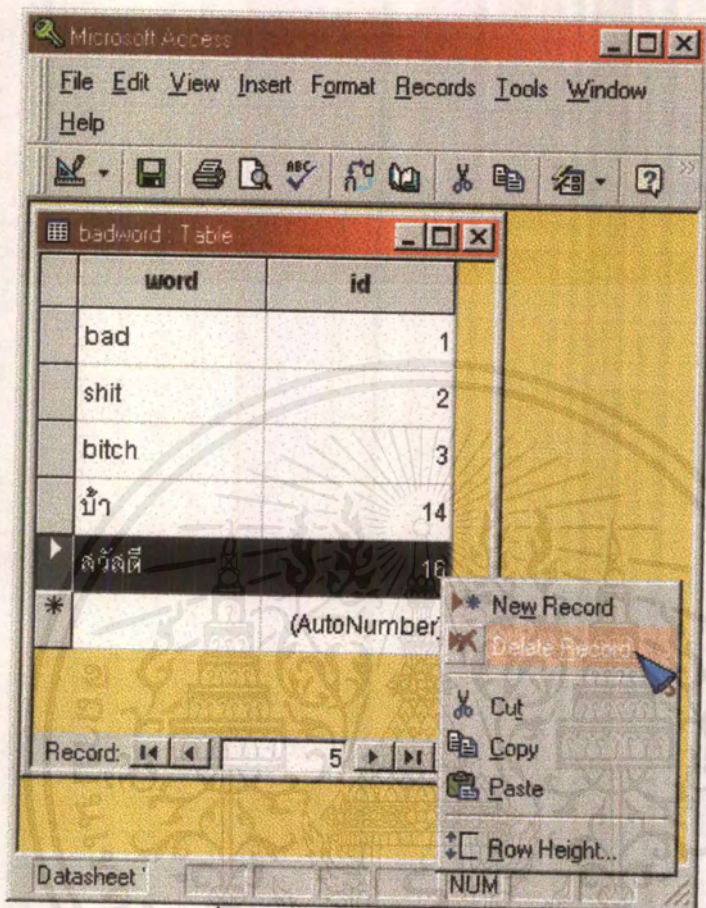 Microsoft Access
File Edit View Insert Format Records Tools Window
Help
ABC
badword : Table
word id
bad 1
shit 2
bitch 3
บ้ำ 14
สวัสดี 16
(AutoNumber)
New Record
Delete Record
Cut
Copy
Paste
Row Height...
Record: 5
Datasheet NUM